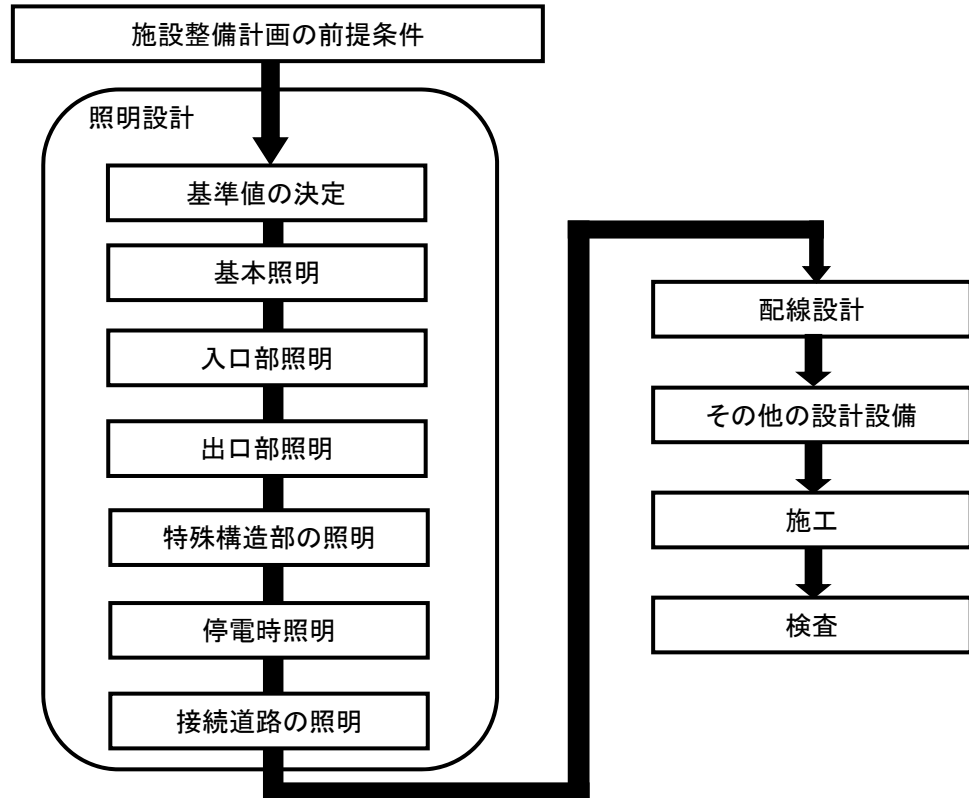 施設整備計画の前提条件
照明設計
基準値の決定
基本照明
入口部照明
出口部照明
特殊構造部の照明
停電時照明
接続道路の照明
配線設計
その他の設計設備
施工
検査